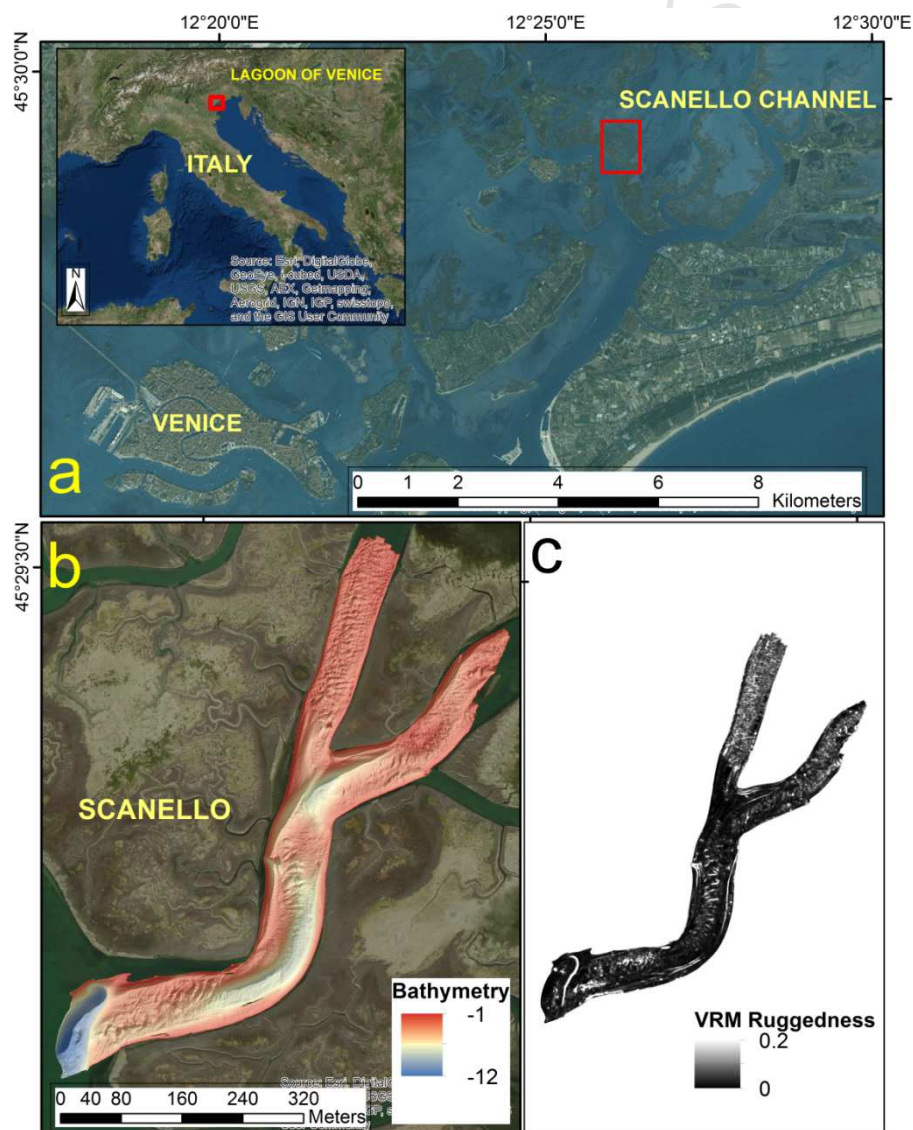 12°20'0"E
12°25'0"E
12°30'0"E
45°30'0"N
LAGOON OF VENICE
ITALY
N
Source: Esri, DigitalGlobe,
GeoEye, i-cubed, USDA,
USGS, AEX, Getmapping,
Aerogrid, IGN, IGP, swisstopo,
and the GIS User Community
SCANELLO CHANNEL
VENICE
a
0 1 2 4 6 8
Kilometers
45°29'30"N
b
SCANELLO
Bathymetry
-1
-12
0 40 80 160 240 320
Meters
Source: Esri, Digital
c
VRM Ruggedness
0.2
0